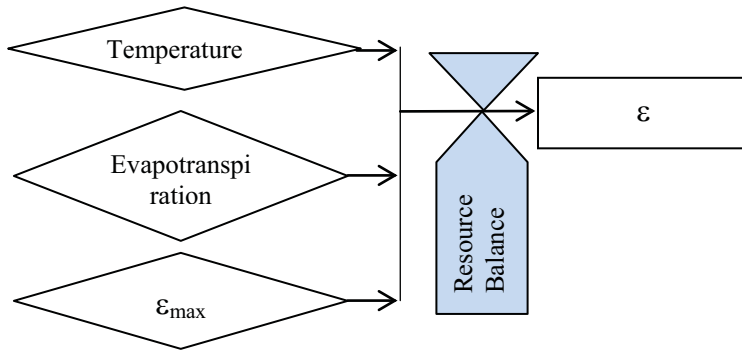 Temperature
Evapotranspi
ration
εmax
Resource
Balance
ε